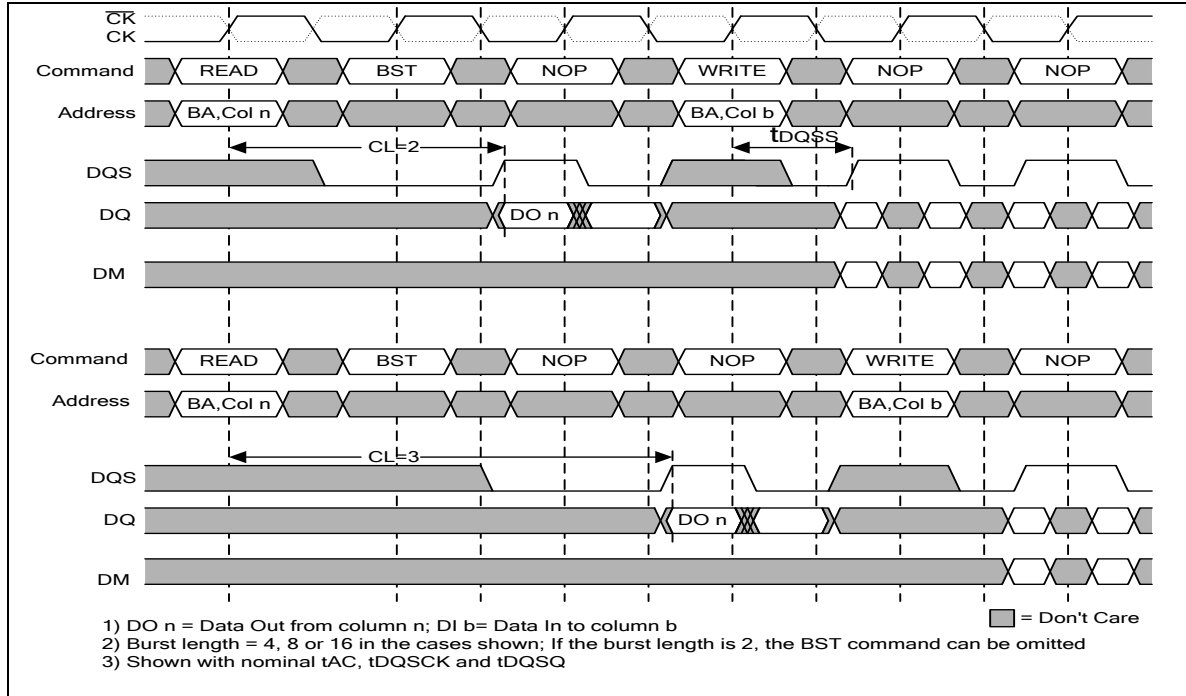 CK
CK
Command READ BST NOP WRITE NOP NOP
Address BA,Col n BA,Col b
tDQSS
CL=2
DQS
DQ DO n
DM
Command READ BST NOP NOP WRITE NOP
Address BA,Col n BA,Col b
CL=3
DQS
DQ DO n
DM
1) DO n = Data Out from column n; DI b= Data In to column b
= Don't Care
2) Burst length = 4, 8 or 16 in the cases shown; If the burst length is 2, the BST command can be omitted
3) Shown with nominal tAC, tDQSCK and tDQSQ